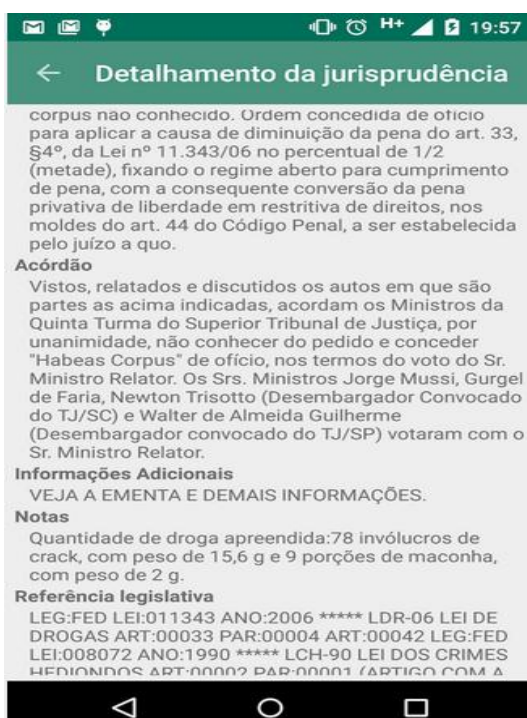 H+ 19:57
Detalhamento da jurisprudência
corpus não conhecido. Ordem concedida de ofício
para aplicar a causa de diminuição da pena do art. 33,
§4º, da Lei nº 11.343/06 no percentual de 1/2
(metade), fixando o regime aberto para cumprimento
de pena, com a consequente conversão da pena
privativa de liberdade em restritiva de direitos, nos
moldes do art. 44 do Código Penal, a ser estabelecida
pelo juízo a quo.
Acórdão
Vistos, relatados e discutidos os autos em que são
partes as acima indicadas, acordam os Ministros da
Quinta Turma do Superior Tribunal de Justiça, por
unanimidade, não conhecer do pedido e conceder
"Habeas Corpus" de ofício, nos termos do voto do Sr.
Ministro Relator. Os Srs. Ministros Jorge Mussi, Gurgel
de Faria, Newton Trisotto (Desembargador Convocado
do TJ/SC) e Walter de Almeida Guilherme
(Desembargador convocado do TJ/SP) votaram com o
Sr. Ministro Relator.
Informações Adicionais
VEJA A EMENTA E DEMAIS INFORMAÇÕES.
Notas
Quantidade de droga apreendida:78 invólucros de
crack, com peso de 15,6 g e 9 porções de maconha,
com peso de 2 g.
Referência legislativa
LEG:FED LEI:011343 ANO:2006 ***** LDR-06 LEI DE
DROGAS ART:00033 PAR:00004 ART:00042 LEG:FED
LEI:008072 ANO:1990 ***** LCH-90 LEI DOS CRIMES
HEDIONDOS ART:00002 PAR:00001 (ARTIGO COM A